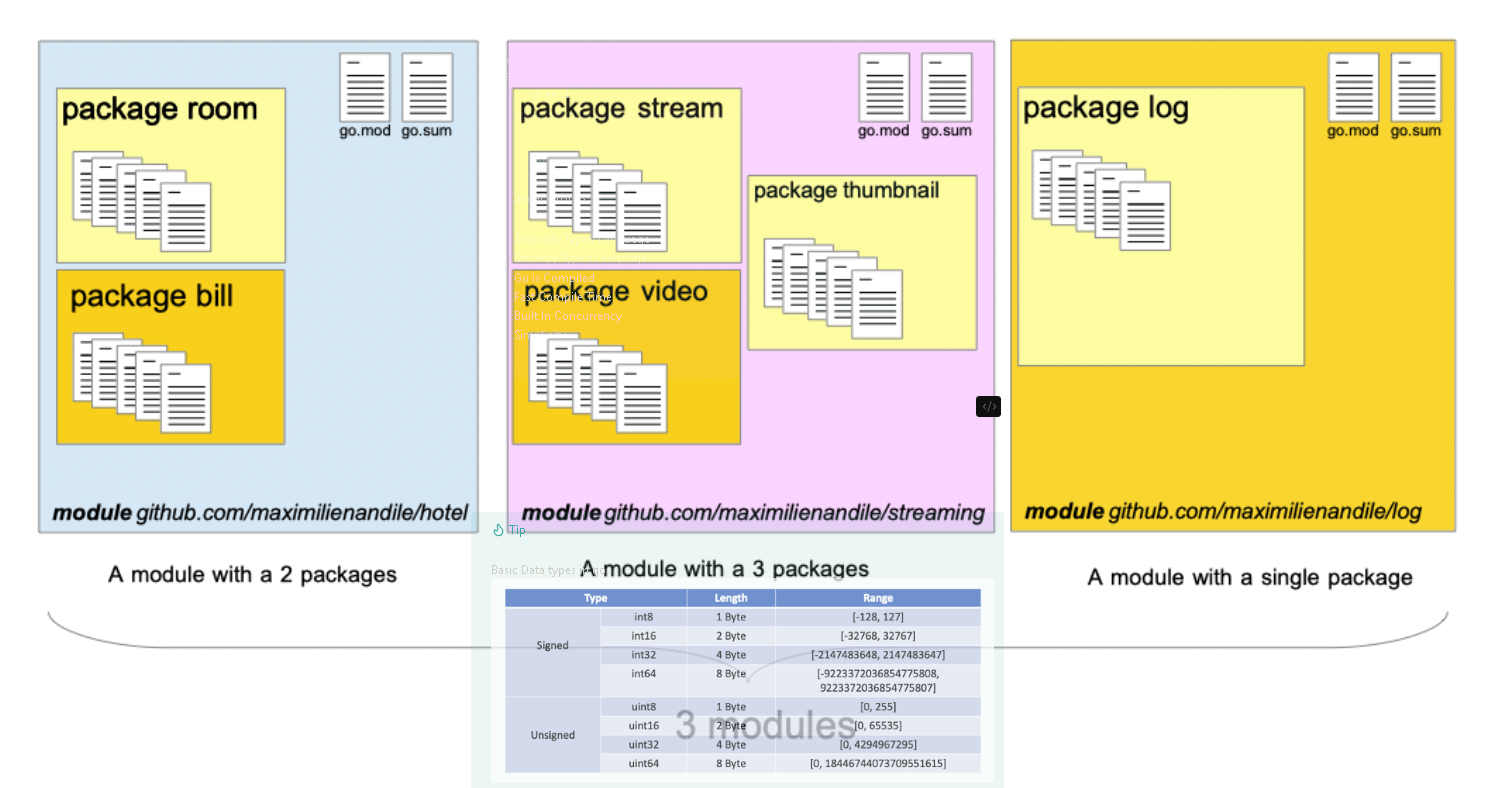 go.mod go.sum
package room
package bill
module github.com/maximilienandile/hotel
A module with a 2 packages
go.mod go.sum
package stream
package thumbnail
Go is Compiled
Fast Compile Time
package video
Built In Concurrency
Simplicity
module github.com/maximilienandile/streaming
A module with a 3 packages
go.mod go.sum
package log
module github.com/maximilienandile/log
A module with a single package
</>
Tip
Basic Data types in go
Type Length Range
Signed
int8 1 Byte [-128, 127]
int16 2 Byte [-32768, 32767]
int32 4 Byte [-2147483648, 2147483647]
int64 8 Byte [-9223372036854775808,
9223372036854775807]
Unsigned
uint8 1 Byte [0, 255]
uint16 2 Byte [0, 65535]
uint32 4 Byte [0, 4294967295]
uint64 8 Byte [0, 18446744073709551615]
3 modules